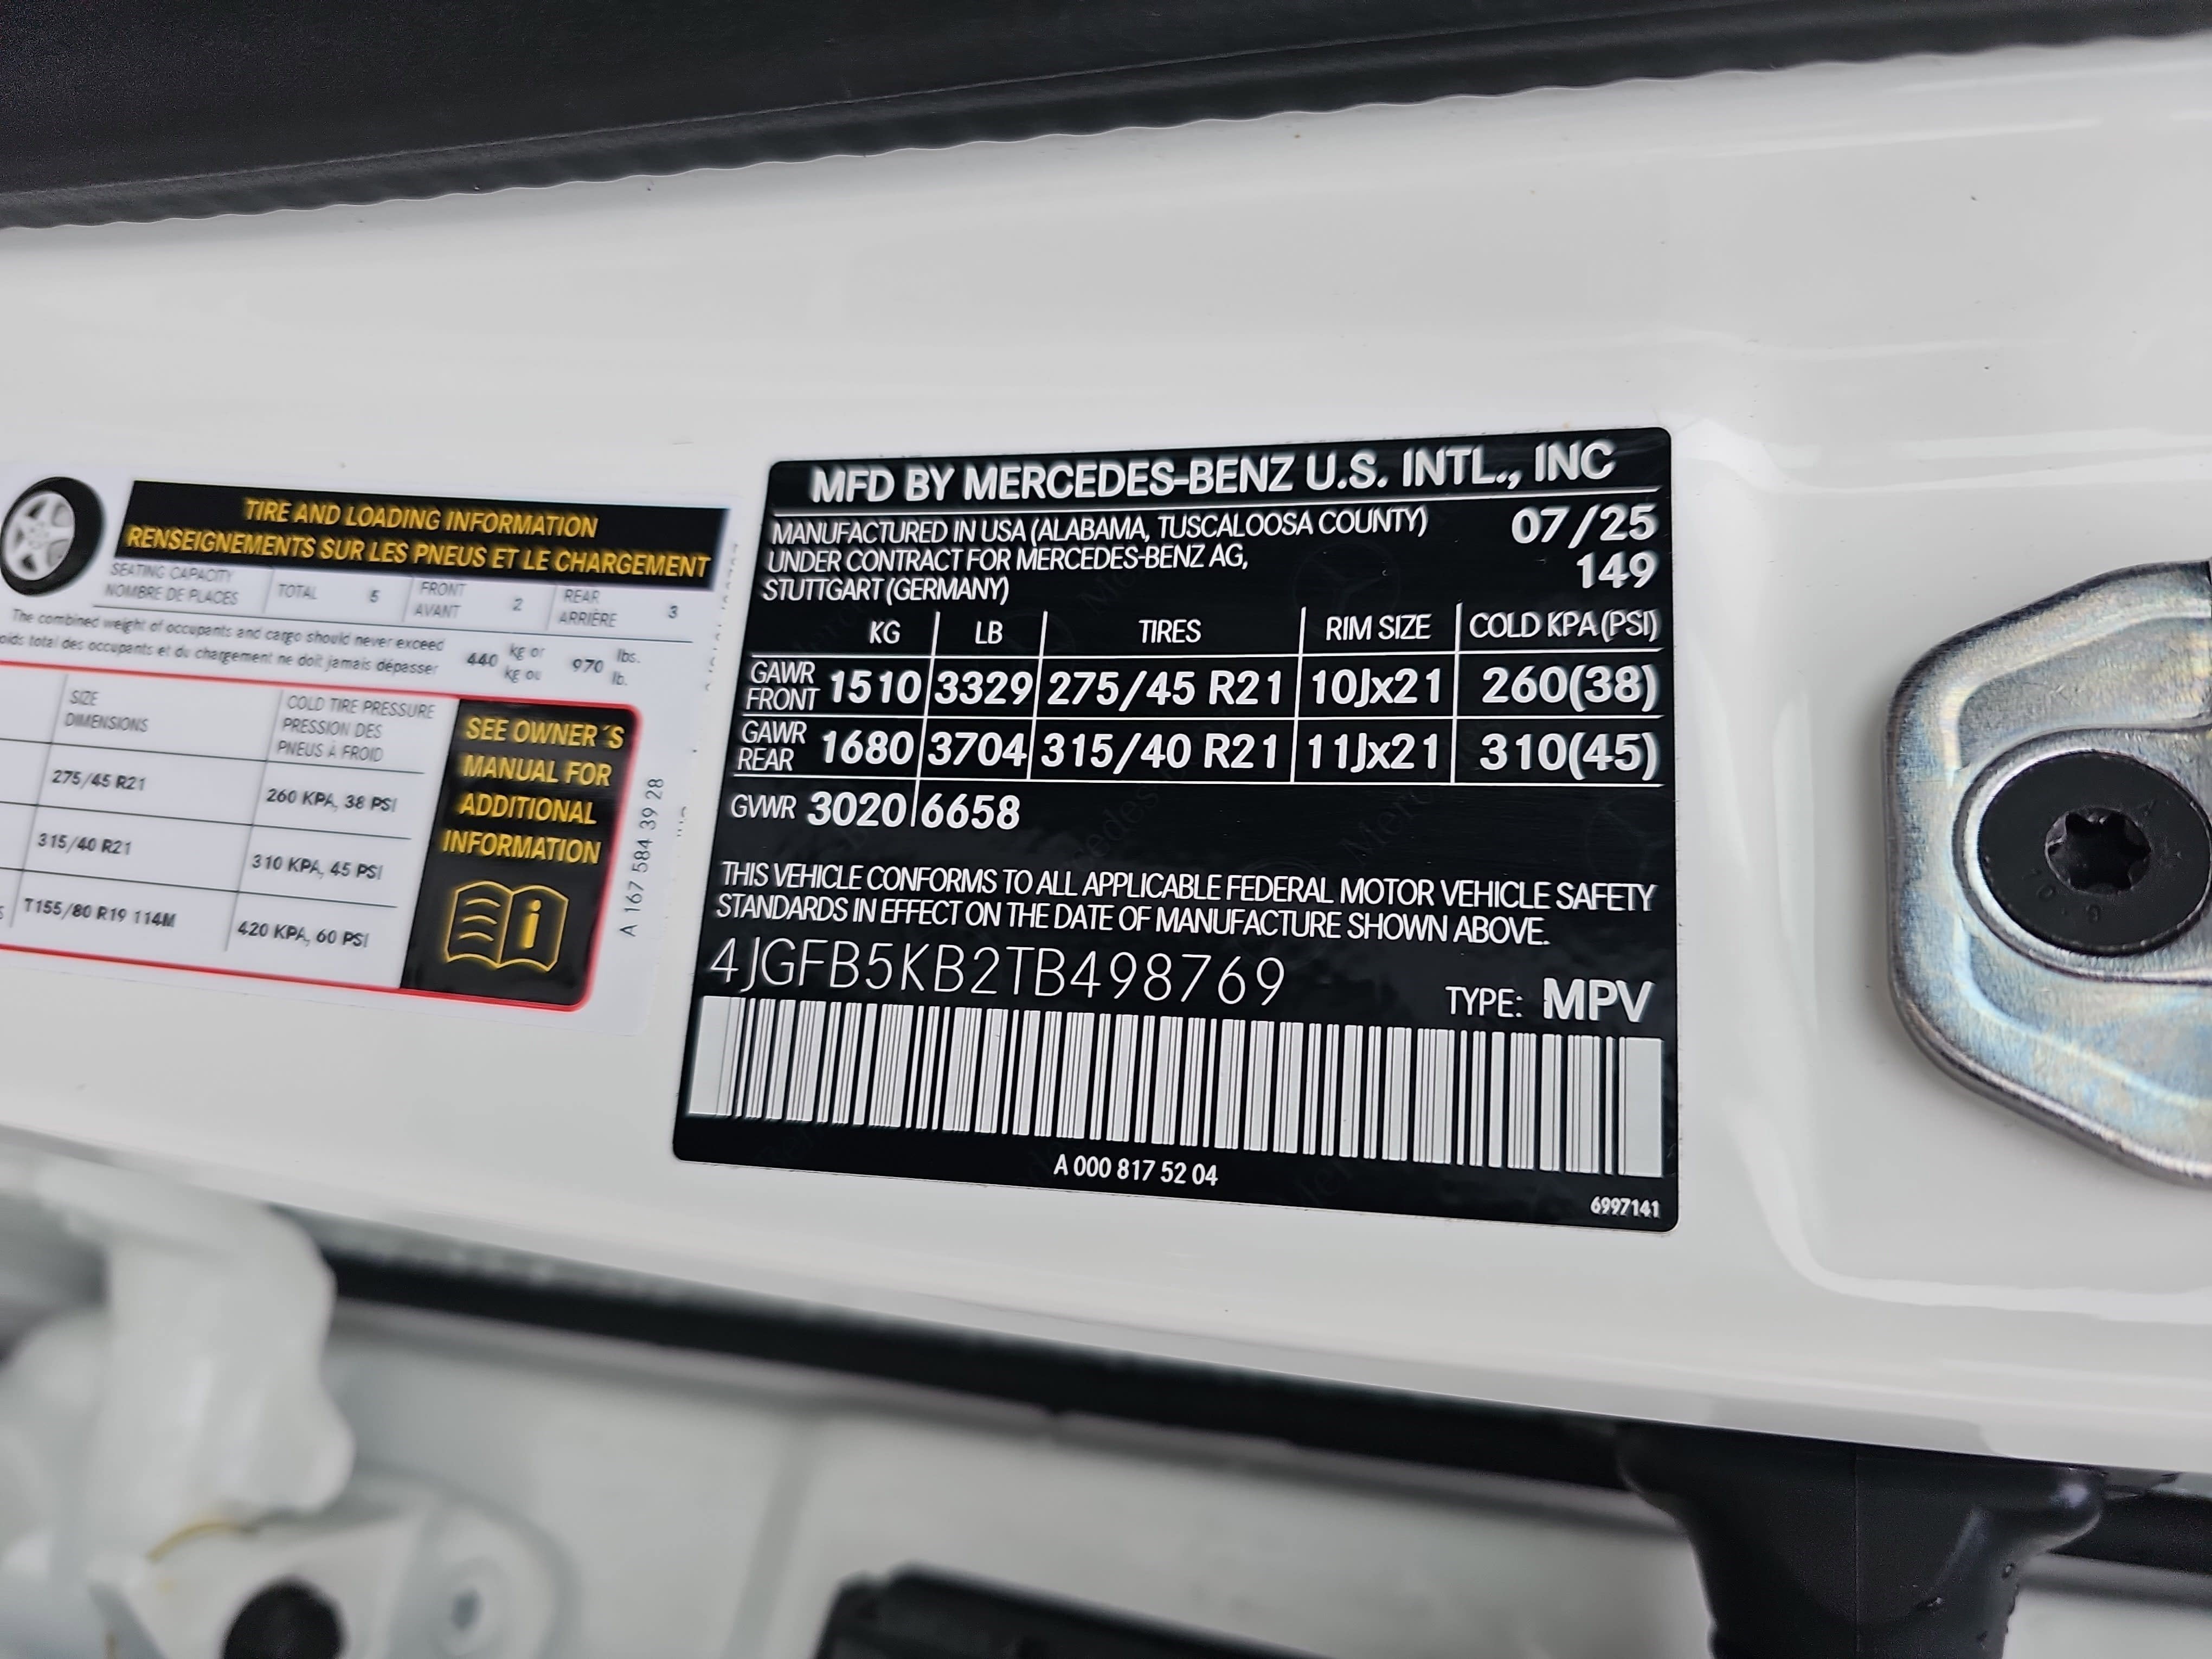 TIRE AND LOADING INFORMATION
RENSEIGNEMENTS SUR LES PNEUS ET LE CHARGEMENT
SEATING CAPACITY
NOMBRE DE PLACES
TOTAL 5
FRONT
AVANT
2
REAR
ARRIÈRE
3
The combined weight of occupants and cargo should never exceed
total des occupants et du chargement ne doit jamais dépasser
440 kg or
kg ou
970 lbs.
lb.
SIZE
DIMENSIONS
COLD TIRE PRESSURE
PRESSION DES
PNEUS À FROID
275/45 R21 260 KPA, 38 PSI
315/40 R21 310 KPA, 45 PSI
T155/80 R19 114M 420 KPA, 60 PSI
SEE OWNER´S
MANUAL FOR
ADDITIONAL
INFORMATION
A 167 584 39 28
MFD BY MERCEDES-BENZ U.S. INTL., INC
MANUFACTURED IN USA (ALABAMA, TUSCALOOSA COUNTY) 07/25
UNDER CONTRACT FOR MERCEDES-BENZ AG, 149
STUTTGART (GERMANY)
KG LB TIRES RIM SIZE COLD KPA (PSI)
GAWR
FRONT
1510 3329 275/45 R21 10Jx21 260(38)
GAWR
REAR
1680 3704 315/40 R21 11Jx21 310(45)
GVWR 3020 6658
THIS VEHICLE CONFORMS TO ALL APPLICABLE FEDERAL MOTOR VEHICLE SAFETY
STANDARDS IN EFFECT ON THE DATE OF MANUFACTURE SHOWN ABOVE.
4JGFB5KB2TB498769
TYPE: MPV
A 000 817 52 04
6997141
10.9